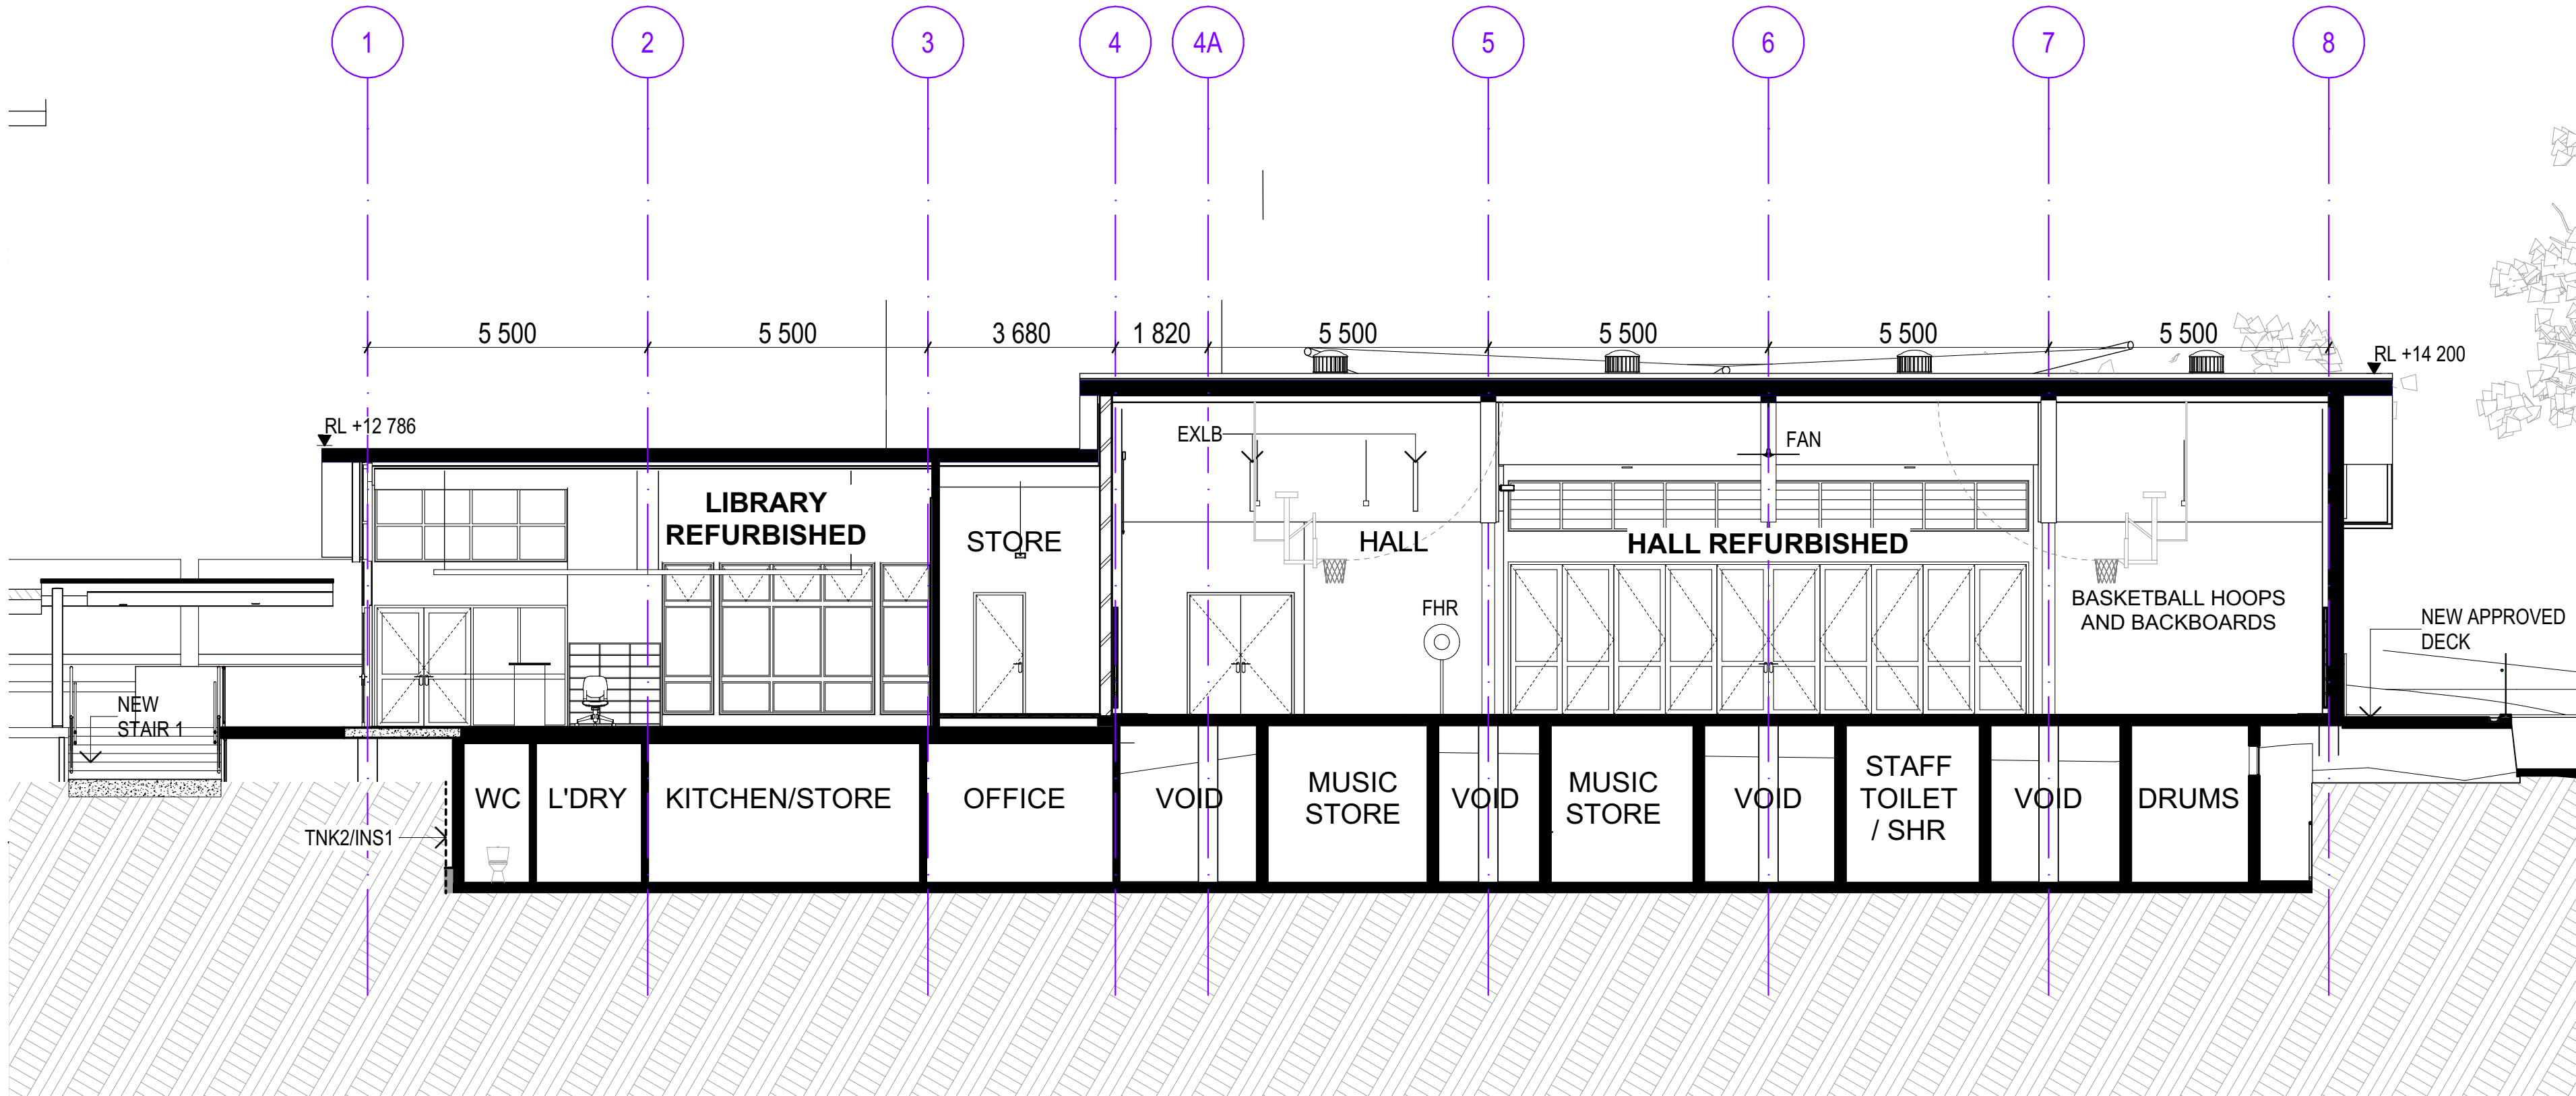 1
2
3
4
4A
5
6
7
8
5 500
5 500
3 680
1 820
5 500
5 500
5 500
5 500
RL +14 200
RL +12 786
EXLB
FAN
LIBRARY
REFURBISHED
STORE
HALL
HALL REFURBISHED
FHR
BASKETBALL HOOPS
AND BACKBOARDS
NEW APPROVED
DECK
NEW
STAIR 1
TNK2/INS1
WC
L'DRY
KITCHEN/STORE
OFFICE
VOID
MUSIC
STORE
VOID
MUSIC
STORE
VOID
STAFF
TOILET
/ SHR
VOID
DRUMS